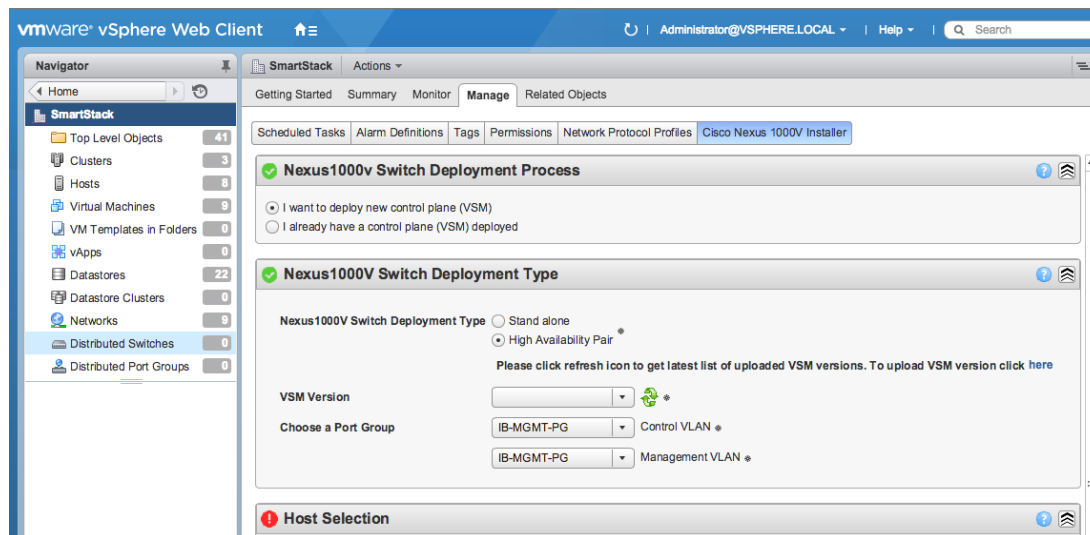 vmware® vSphere Web Client
Administrator@VSPHERE.LOCAL
Help
Search
Navigator
Home
SmartStack
Top Level Objects 41
Clusters 3
Hosts 8
Virtual Machines 9
VM Templates in Folders 0
vApps 0
Datastores 22
Datastore Clusters 0
Networks 9
Distributed Switches 0
Distributed Port Groups 0
SmartStack Actions
Getting Started Summary Monitor Manage Related Objects
Scheduled Tasks Alarm Definitions Tags Permissions Network Protocol Profiles Cisco Nexus 1000V Installer
Nexus1000v Switch Deployment Process
I want to deploy new control plane (VSM)
I already have a control plane (VSM) deployed
Nexus1000V Switch Deployment Type
Nexus1000V Switch Deployment Type Stand alone
High Availability Pair
Please click refresh icon to get latest list of uploaded VSM versions. To upload VSM version click here
VSM Version
Choose a Port Group IB-MGMT-PG Control VLAN
IB-MGMT-PG Management VLAN
Host Selection